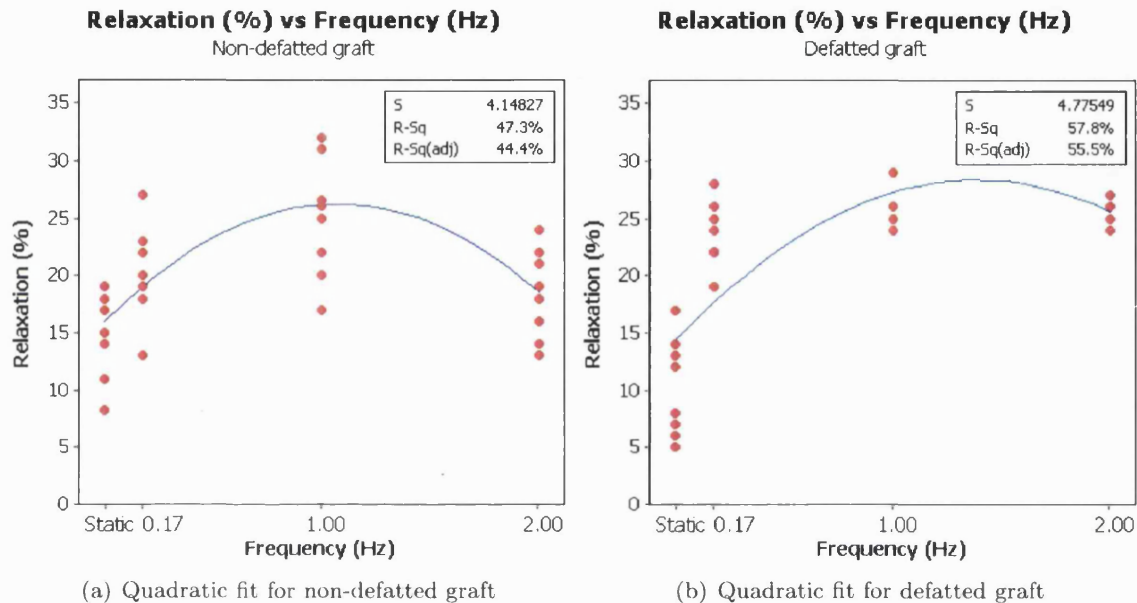 Relaxation (%) vs Frequency (Hz)
Non-defatted graft
S 4.14827
R-Sq 47.3%
R-Sq(adj) 44.4%
35
30
25
20
15
10
5
0
Relaxation (%)
Static 0.17 1.00 2.00
Frequency (Hz)
(a) Quadratic fit for non-defatted graft
Relaxation (%) vs Frequency (Hz)
Defatted graft
S 4.77549
R-Sq 57.8%
R-Sq(adj) 55.5%
35
30
25
20
15
10
5
0
Relaxation (%)
Static 0.17 1.00 2.00
Frequency (Hz)
(b) Quadratic fit for defatted graft